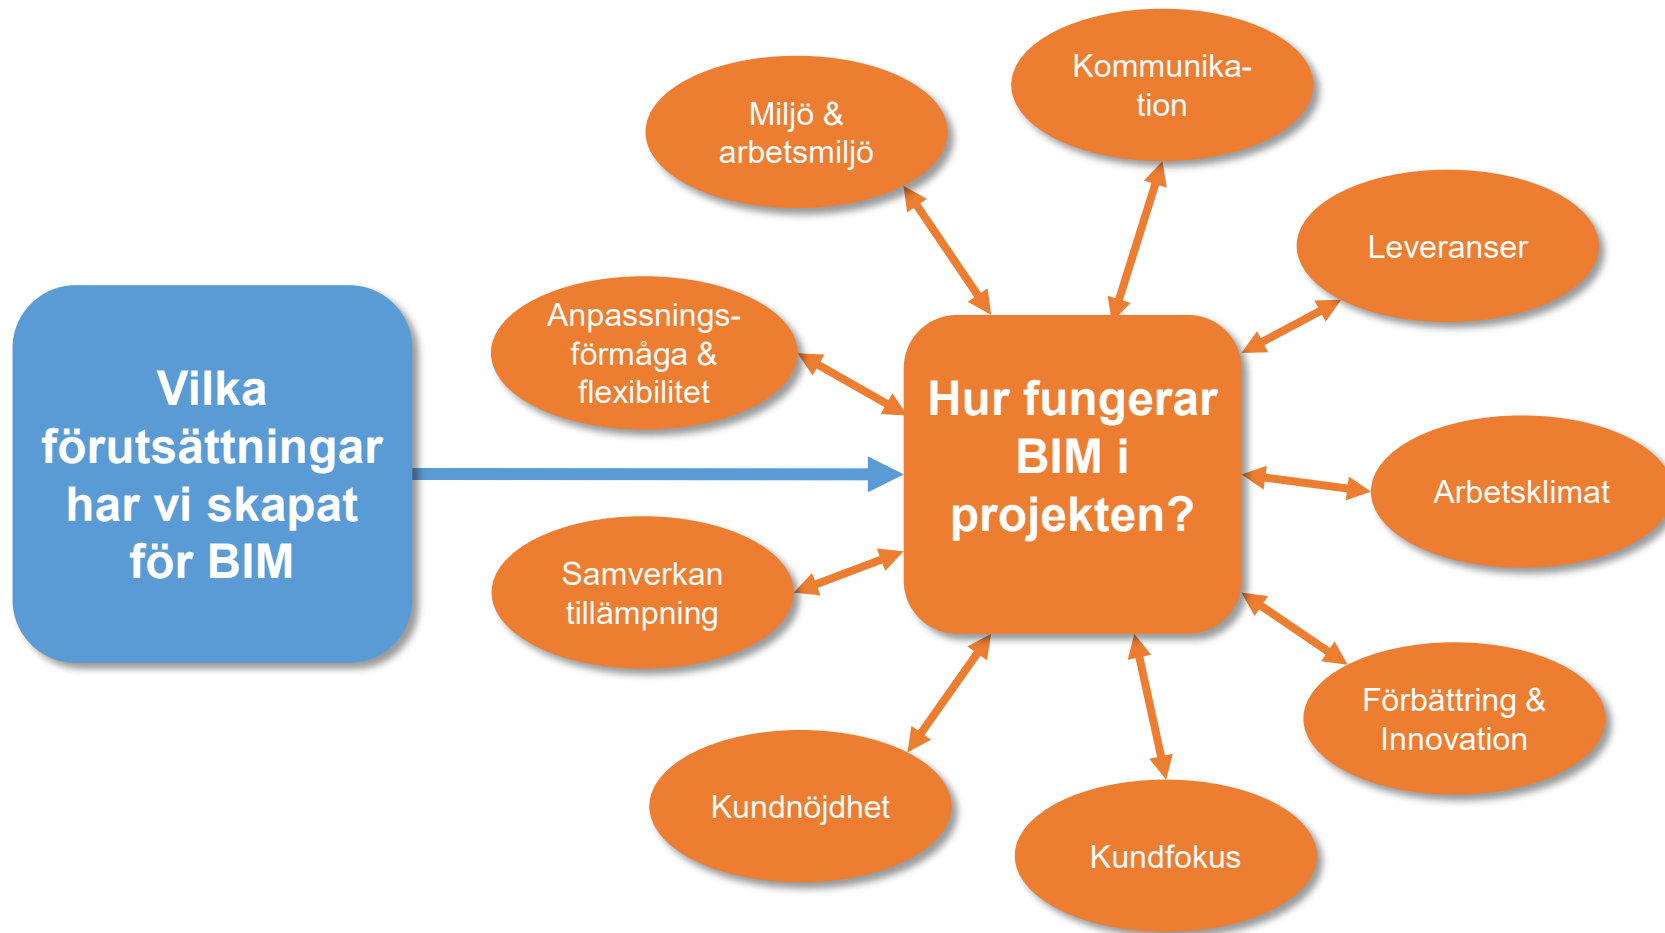 Vilka
förutsättningar
har vi skapat
för BIM
Hur fungerar
BIM i
projekten?
Miljö &
arbetsmiljö
Kommunika-
tion
Leveranser
Arbetsklimat
Förbättring &
Innovation
Kundfokus
Kundnöjdhet
Samverkan
tillämpning
Anpassnings-
förmåga &
flexibilitet